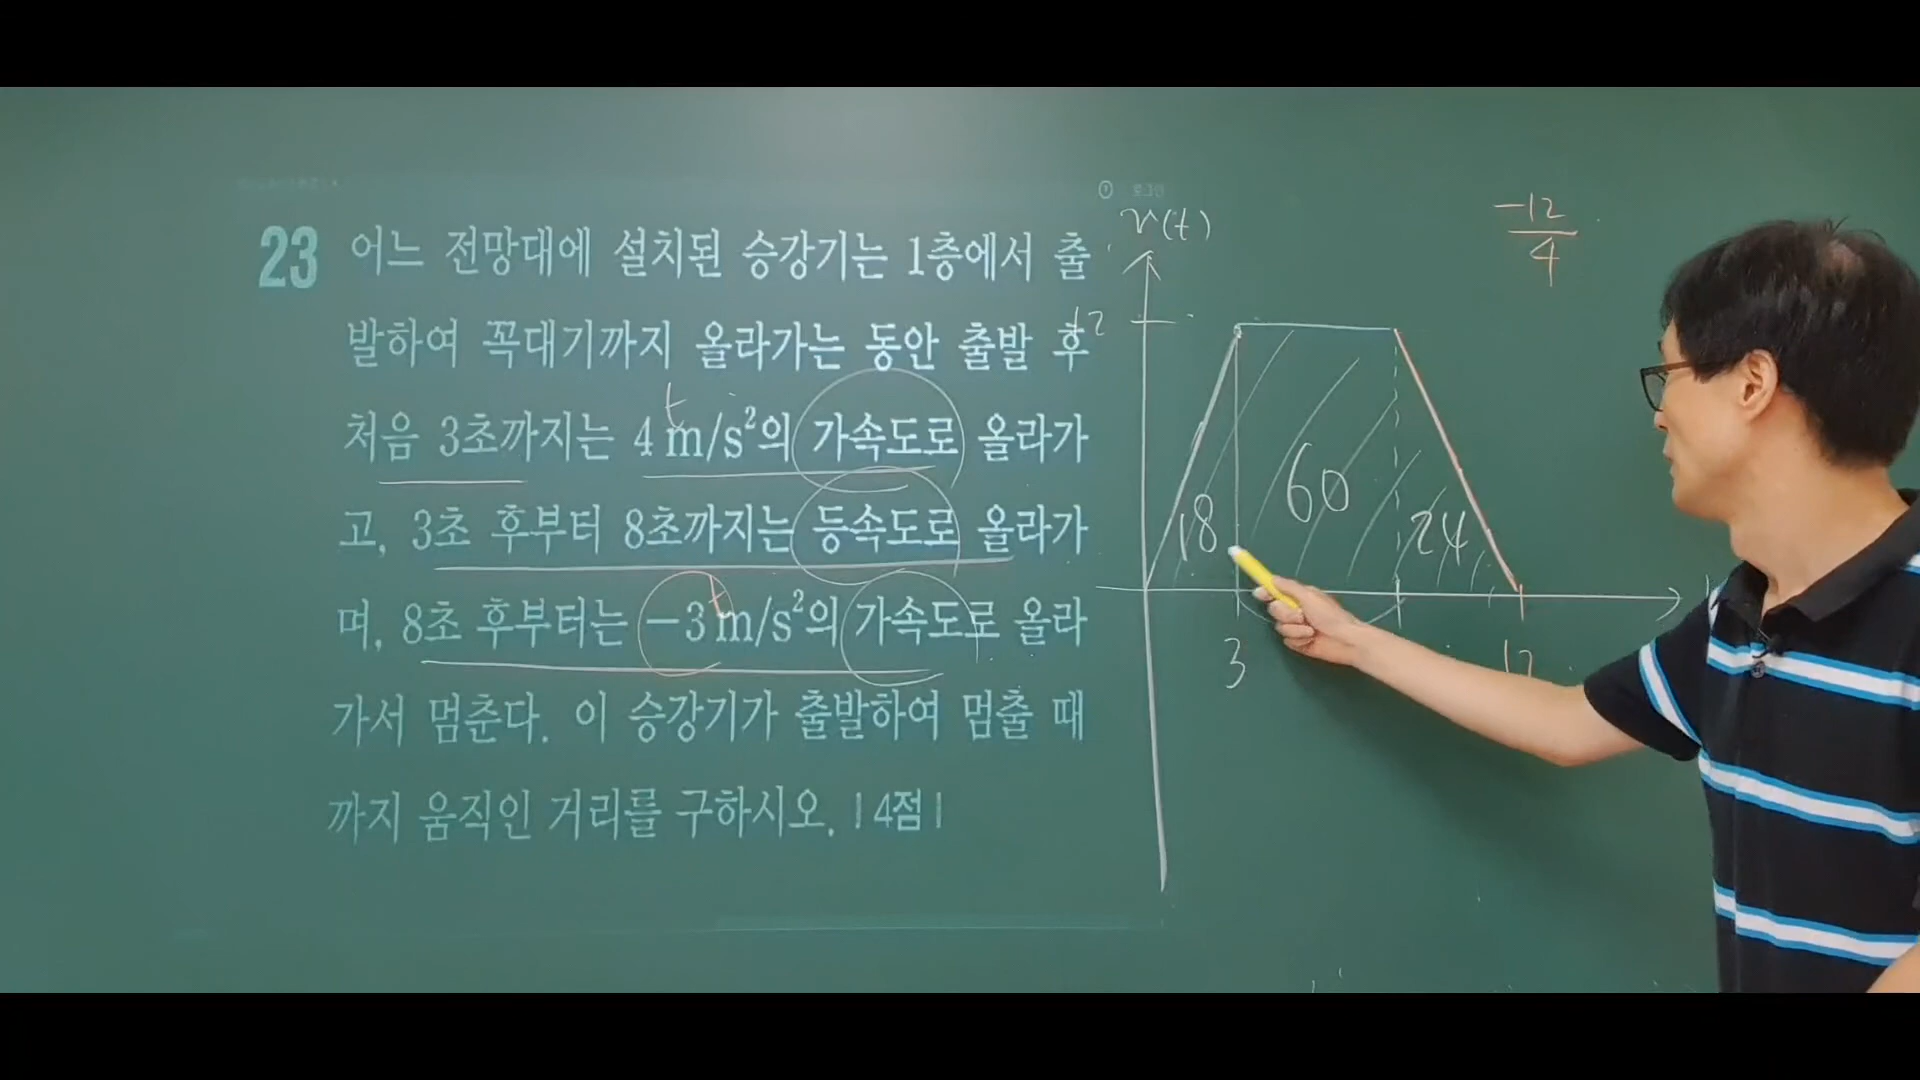 23 어느 전망대에 설치된 승강기는 1층에서 출
발하여 꼭대기까지 올라가는 동안 출발 후
처음 3초까지는 4 m/s²의 가속도로 올라가
고, 3초 후부터 8초까지는 등속도로 올라가
며, 8초 후부터는 −3 m/s²의 가속도로 올라
가서 멈춘다. 이 승강기가 출발하여 멈출 때
까지 움직인 거리를 구하시오. | 4점 |
t
t
v(t)
12
18
60
24
3
12
-12
4